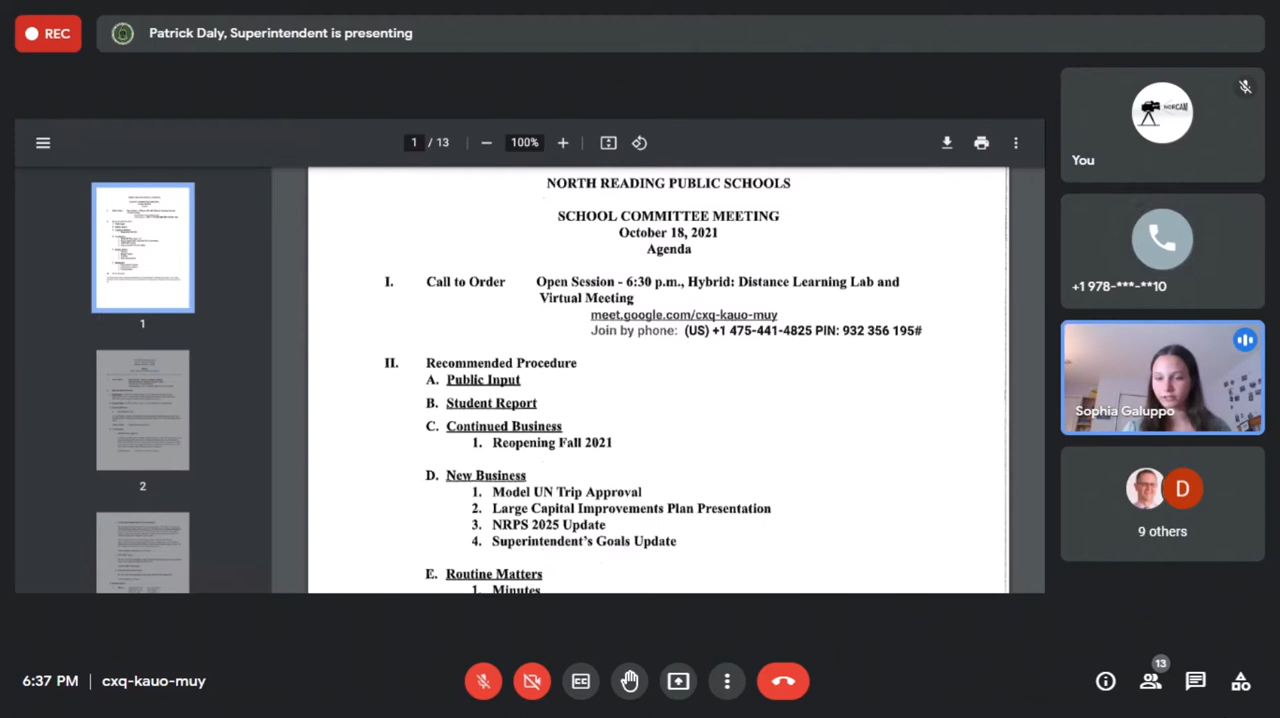 REC
Patrick Daly, Superintendent is presenting
1 / 13
100%
NORTH READING PUBLIC SCHOOLS
SCHOOL COMMITTEE MEETING
October 18, 2021
Agenda
I. Call to Order Open Session - 6:30 p.m., Hybrid: Distance Learning Lab and
Virtual Meeting
meet.google.com/cxq-kauo-muy
Join by phone: (US) +1 475-441-4825 PIN: 932 356 195#
II. Recommended Procedure
A. Public Input
B. Student Report
C. Continued Business
1. Reopening Fall 2021
D. New Business
1. Model UN Trip Approval
2. Large Capital Improvements Plan Presentation
3. NRPS 2025 Update
4. Superintendent's Goals Update
E. Routine Matters
1. Minutes
1
2
NORCAM
You
+1 978-***-**10
Sophia Galuppo
D
9 others
6:37 PM | cxq-kauo-muy
CC
13